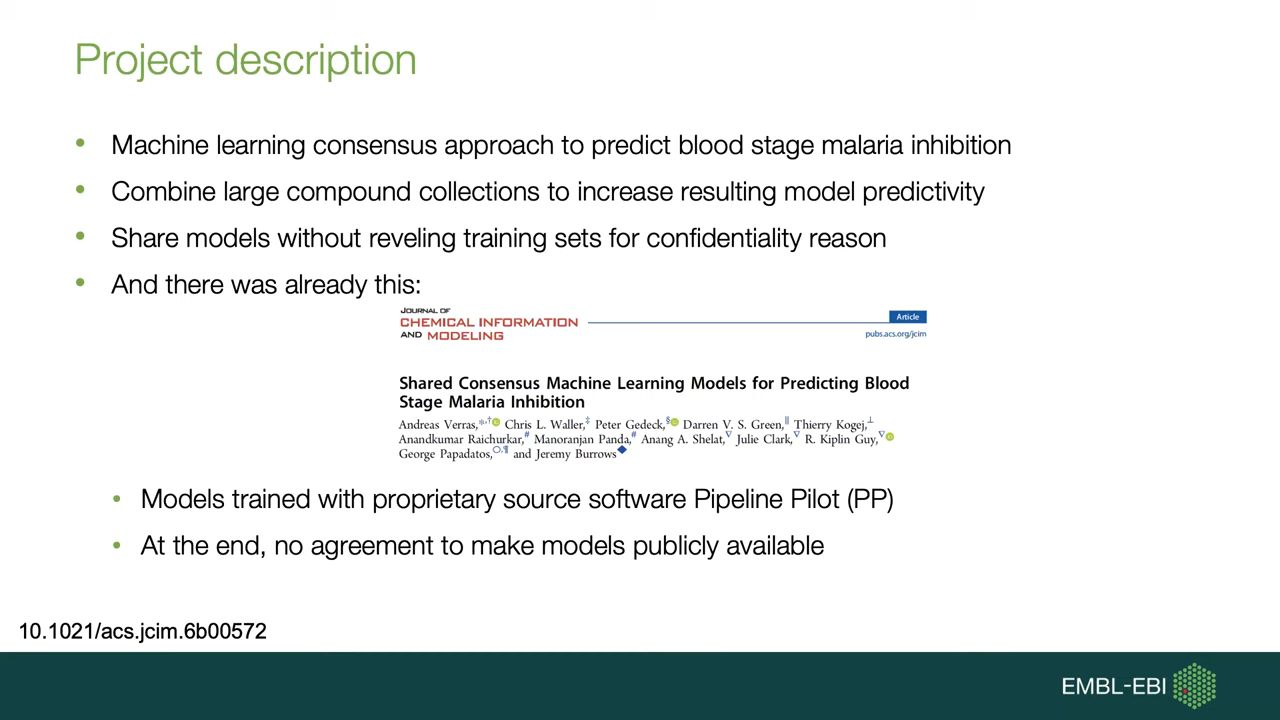 Project description
• Machine learning consensus approach to predict blood stage malaria inhibition
• Combine large compound collections to increase resulting model predictivity
• Share models without reveling training sets for confidentiality reason
• And there was already this:
JOURNAL OF
CHEMICAL INFORMATION
AND MODELING
Article
pubs.acs.org/jcim
Shared Consensus Machine Learning Models for Predicting Blood
Stage Malaria Inhibition
Andreas Verras,*,† Chris L. Waller,‡ Peter Gedeck,§ Darren V. S. Green,∥ Thierry Kogej,⊥
Anandkumar Raichurkar,# Manoranjan Panda,# Anang A. Shelat,∇ Julie Clark,∇ R. Kiplin Guy,∇
George Papadatos,○,¶ and Jeremy Burrows◆
• Models trained with proprietary source software Pipeline Pilot (PP)
• At the end, no agreement to make models publicly available
10.1021/acs.jcim.6b00572
EMBL-EBI